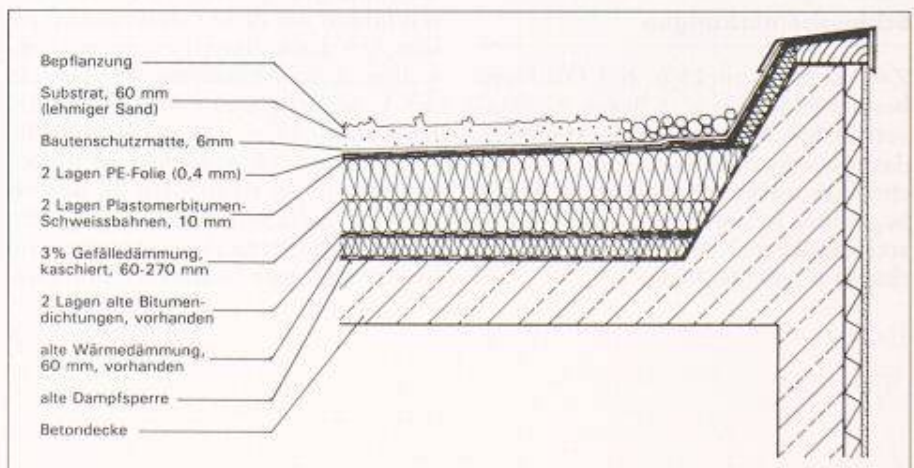 Bepflanzung
Substrat, 60 mm
(lehmiger Sand)
Bautenschutzmatte, 6mm
2 Lagen PE-Folie (0,4 mm)
2 Lagen Plastomerbitumen-
Schweissbahnen, 10 mm
3% Gefälledämmung,
kaschiert, 60-270 mm
2 Lagen alte Bitumen-
dichtungen, vorhanden
alte Wärmedämmung,
60 mm, vorhanden
alte Dampfsperre
Betondecke